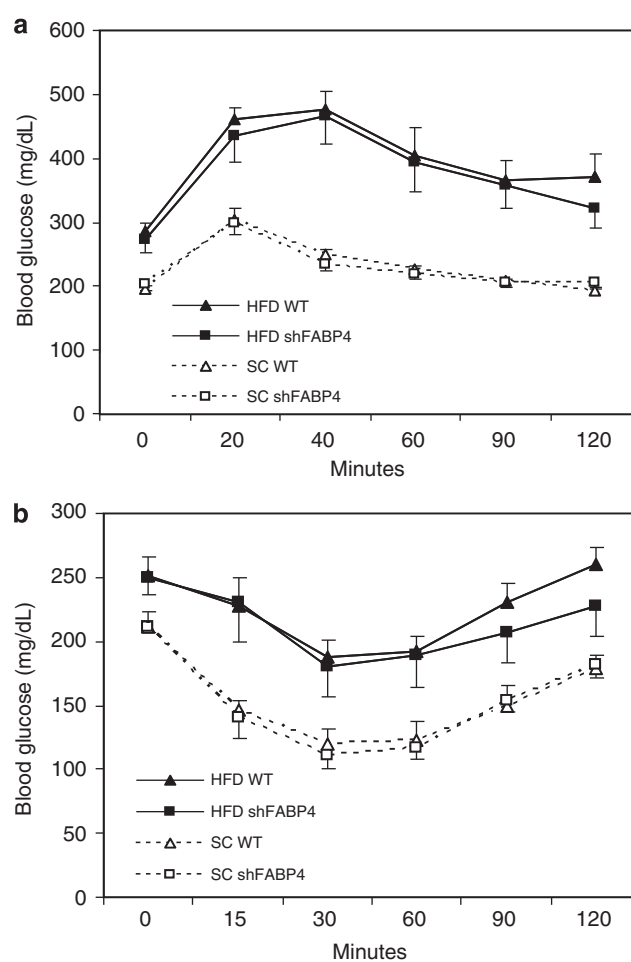 a
600
500
400
300
200
100
0
Blood glucose (mg/dL)
HFD WT
HFD shFABP4
SC WT
SC shFABP4
0 20 40 60 90 120
Minutes
b
300
250
200
150
100
50
0
Blood glucose (mg/dL)
HFD WT
HFD shFABP4
SC WT
SC shFABP4
0 15 30 60 90 120
Minutes